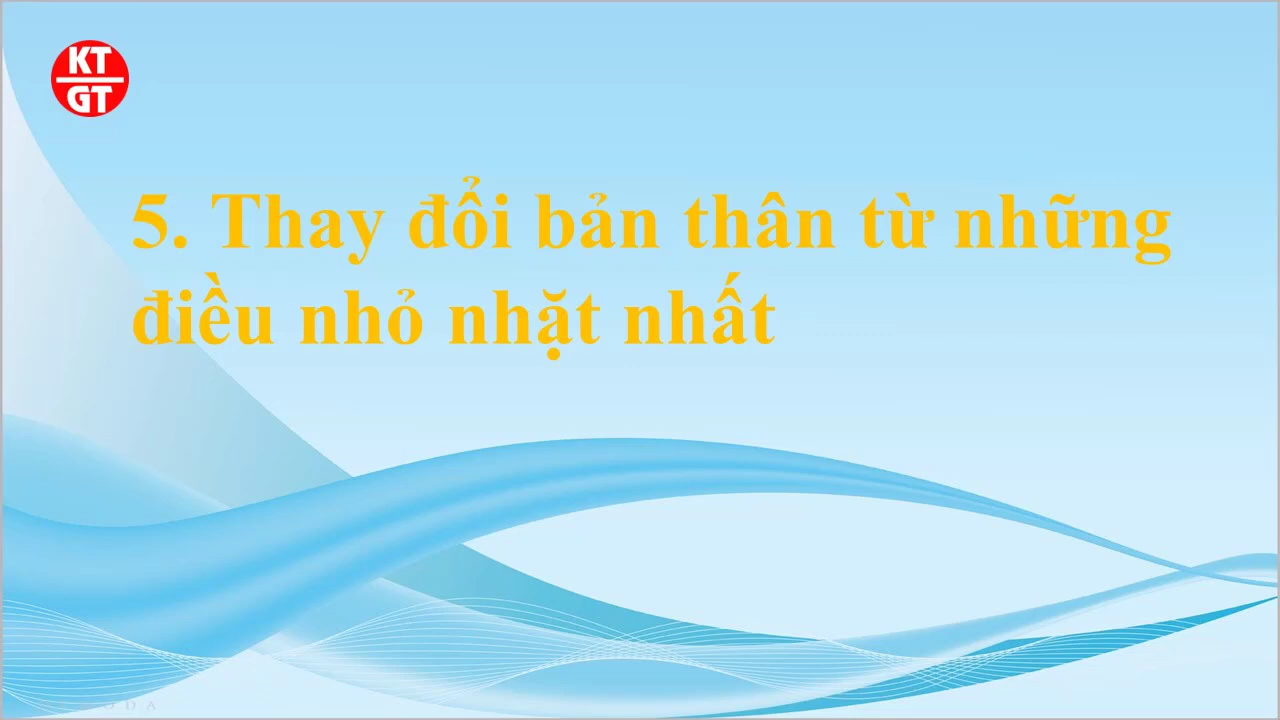 KT
GT
5. Thay đổi bản thân từ những
điều nhỏ nhặt nhất